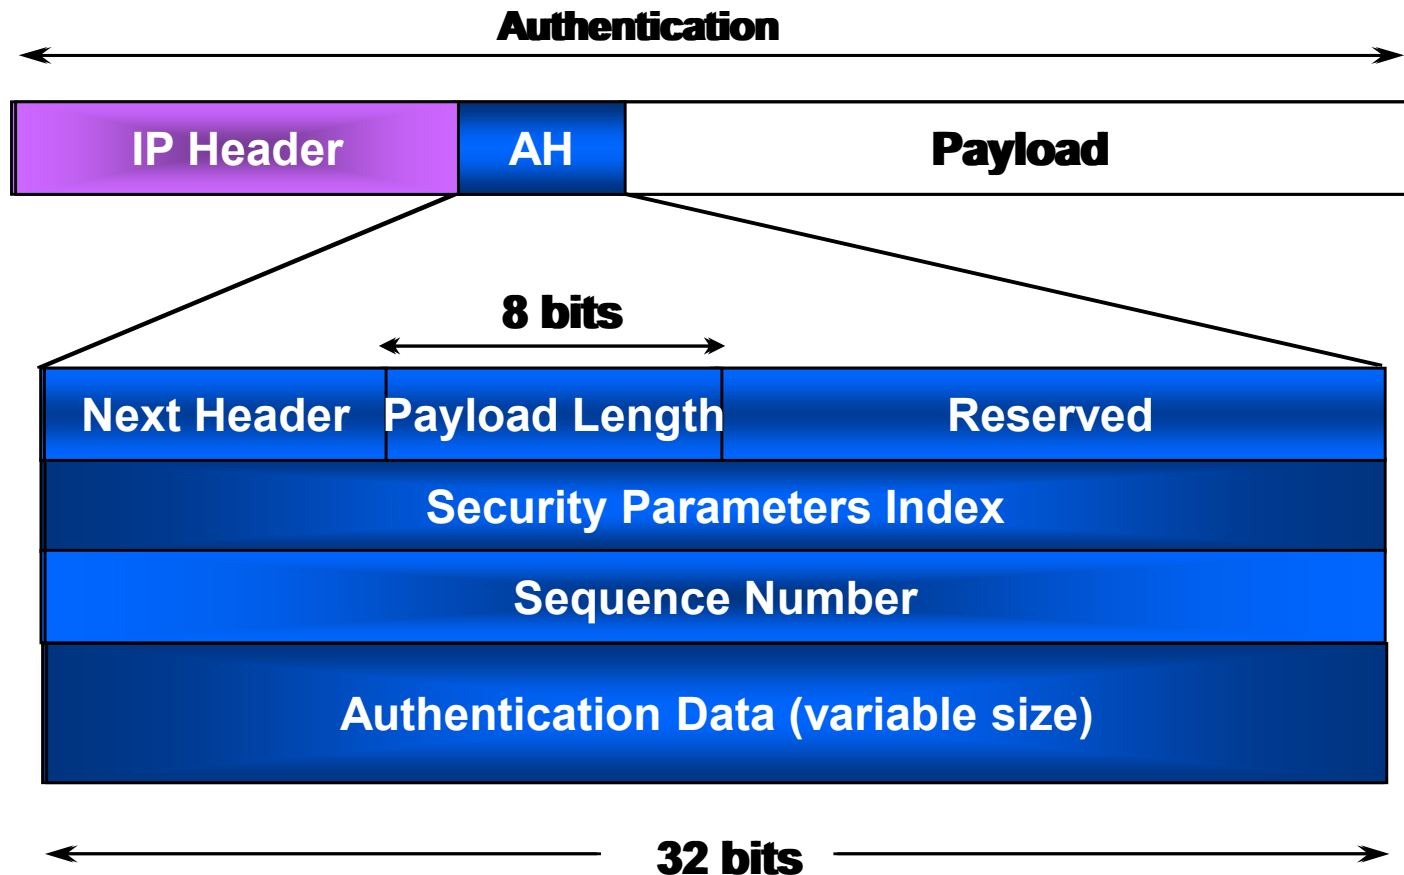 Authentication
IP Header AH Payload
8 bits
Next Header Payload Length Reserved
Security Parameters Index
Sequence Number
Authentication Data (variable size)
32 bits